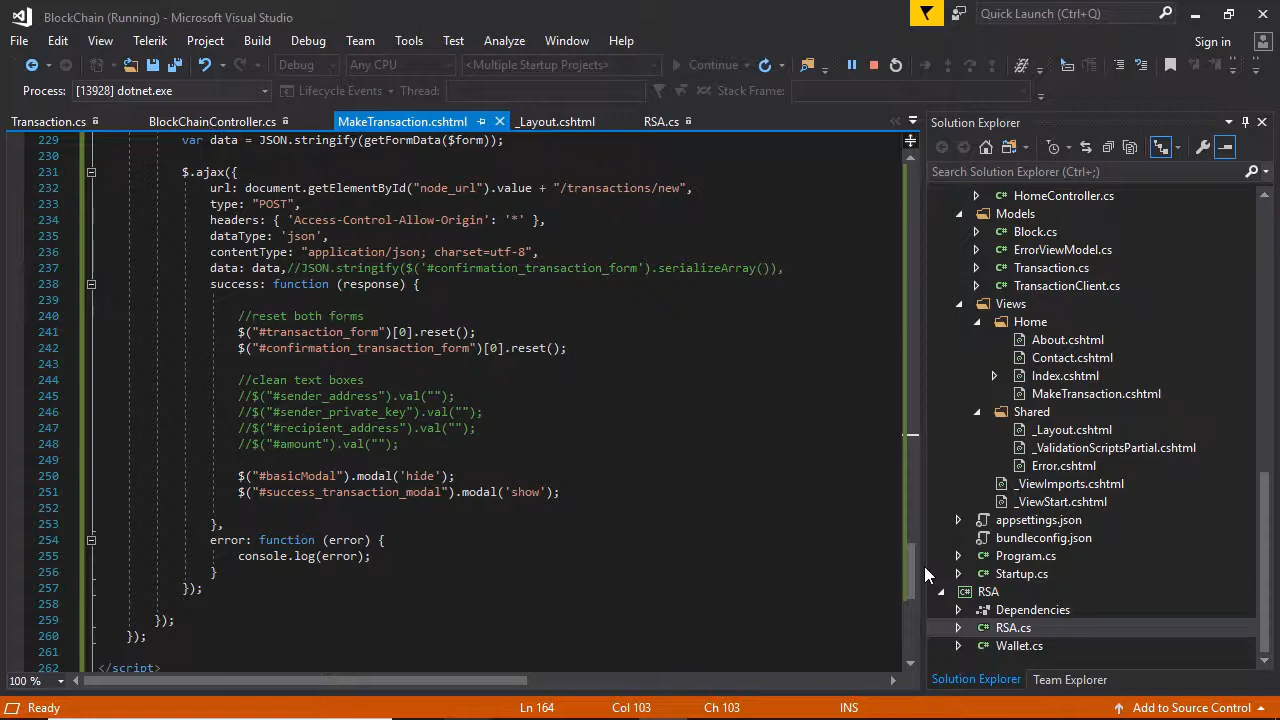 BlockChain (Running) - Microsoft Visual Studio
Quick Launch (Ctrl+Q)
File Edit View Telerik Project Build Debug Team Tools Test Analyze Window Help
Sign in
Debug Any CPU <Multiple Startup Projects> Continue
Process: [13928] dotnet.exe Lifecycle Events Thread: Stack Frame:
Transaction.cs BlockChainController.cs MakeTransaction.cshtml _Layout.cshtml RSA.cs
229 var data = JSON.stringify(getFormData($form));
230
231 $.ajax({
232 url: document.getElementById("node_url").value + "/transactions/new",
233 type: "POST",
234 headers: { 'Access-Control-Allow-Origin': '*' },
235 dataType: 'json',
236 contentType: "application/json; charset=utf-8",
237 data: data,//JSON.stringify($('#confirmation_transaction_form').serializeArray()),
238 success: function (response) {
239
240 //reset both forms
241 $("#transaction_form")[0].reset();
242 $("#confirmation_transaction_form")[0].reset();
243
244 //clean text boxes
245 //$("#sender_address").val("");
246 //$("#sender_private_key").val("");
247 //$("#recipient_address").val("");
248 //$("#amount").val("");
249
250 $("#basicModal").modal('hide');
251 $("#success_transaction_modal").modal('show');
252
253 },
254 error: function (error) {
255 console.log(error);
256 }
257 });
258
259 });
260 });
261
262 </script>
100 %
Solution Explorer
Search Solution Explorer (Ctrl+;)
HomeController.cs
Models
Block.cs
ErrorViewModel.cs
Transaction.cs
TransactionClient.cs
Views
Home
About.cshtml
Contact.cshtml
Index.cshtml
MakeTransaction.cshtml
Shared
_Layout.cshtml
_ValidationScriptsPartial.cshtml
Error.cshtml
_ViewImports.cshtml
_ViewStart.cshtml
appsettings.json
bundleconfig.json
Program.cs
Startup.cs
RSA
Dependencies
RSA.cs
Wallet.cs
Solution Explorer Team Explorer
Ready Ln 164 Col 103 Ch 103 INS Add to Source Control